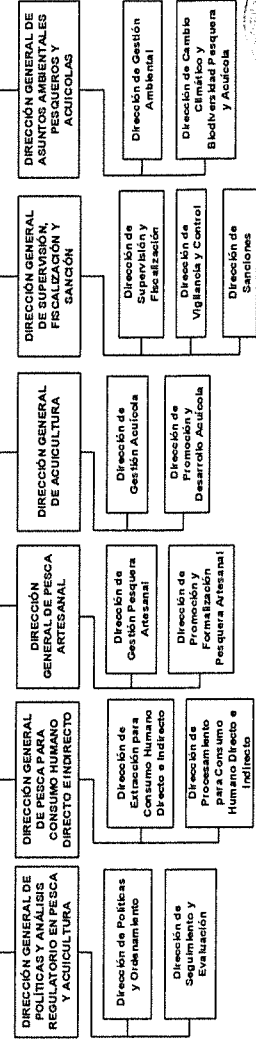 DIRECCIÓN GENERAL DE
POLÍTICAS Y ANÁLISIS
REGULATORIO EN PESCA
Y ACUICULTURA
Dirección de Políticas
y Ordenamiento
Dirección de
Seguimiento y
Evaluación
DIRECCIÓN GENERAL
DE PESCA PARA
CONSUMO HUMANO
DIRECTO E INDIRECTO
Dirección de
Extracción para
Consumo Humano
Directo e Indirecto
Dirección de
Procesamiento
para Consumo
Humano Directo e
Indirecto
DIRECCIÓN
GENERAL DE PESCA
ARTESANAL
Dirección de
Gestión Pesquera
Artesanal
Dirección de
Promoción y
Formalización
Pesquera Artesanal
DIRECCIÓN GENERAL
DE ACUICULTURA
Dirección de
Gestión Acuícola
Dirección de
Promoción y
Desarrollo Acuícola
DIRECCIÓN GENERAL
DE SUPERVISIÓN,
FISCALIZACIÓN Y
SANCIÓN
Dirección de
Supervisión y
Fiscalización
Dirección de
Vigilancia y Control
Dirección de
Sanciones
DIRECCIÓN GENERAL DE
ASUNTOS AMBIENTALES
PESQUEROS Y
ACUICOLAS
Dirección de Gestión
Ambiental
Dirección de Cambio
Climático y
Biodiversidad Pesquera
y Acuícola